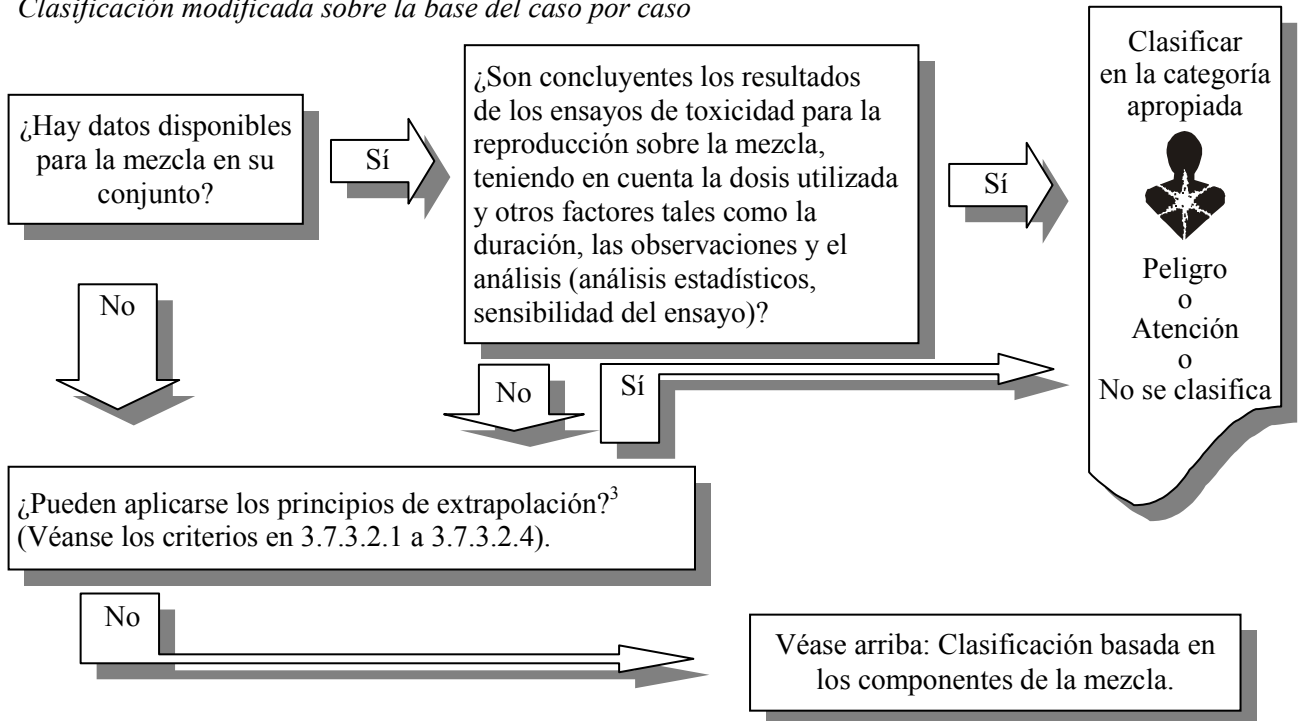 Clasificación modificada sobre la base del caso por caso
¿Hay datos disponibles
para la mezcla en su
conjunto?
Sí
¿Son concluyentes los resultados
de los ensayos de toxicidad para la
reproducción sobre la mezcla,
teniendo en cuenta la dosis utilizada
y otros factores tales como la
duración, las observaciones y el
análisis (análisis estadísticos,
sensibilidad del ensayo)?
Sí
Clasificar
en la categoría
apropiada
Peligro
o
Atención
o
No se clasifica
No
No
Sí
¿Pueden aplicarse los principios de extrapolación?³
(Véanse los criterios en 3.7.3.2.1 a 3.7.3.2.4).
No
Véase arriba: Clasificación basada en
los componentes de la mezcla.